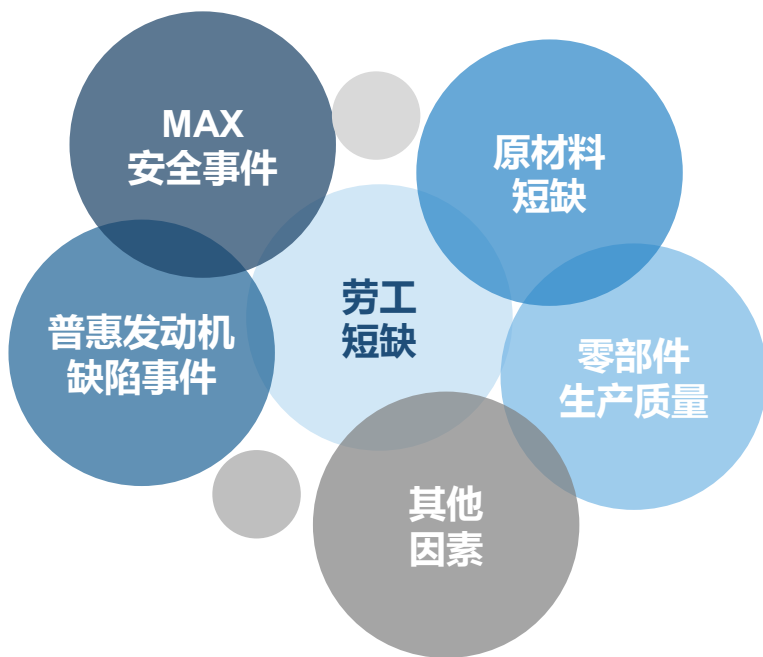 MAX
安全事件
原材料
短缺
劳工
短缺
普惠发动机
缺陷事件
零部件
生产质量
其他
因素